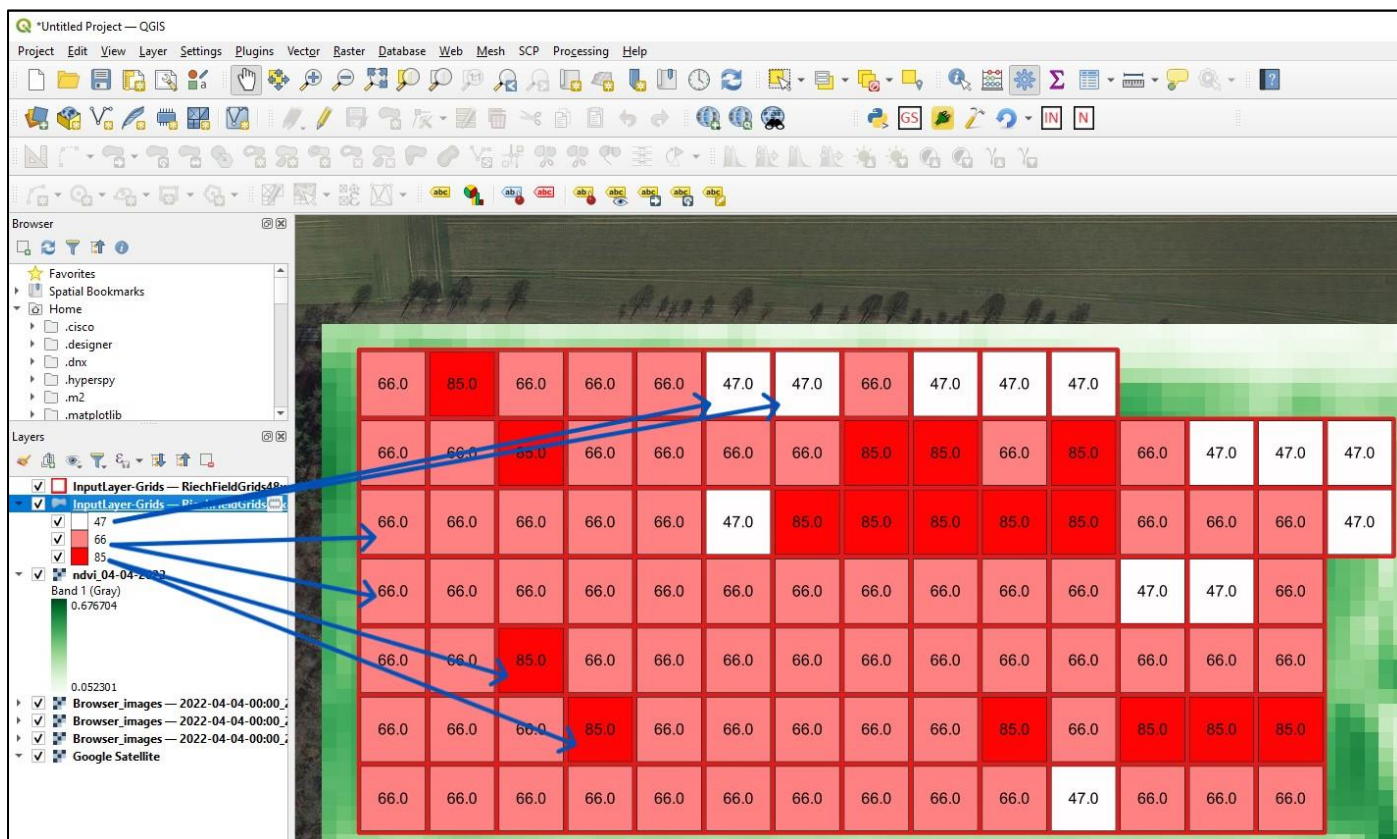 *Untitled Project — QGIS
Project Edit View Layer Settings Plugins Vector Raster Database Web Mesh SCP Processing Help
GS IN N
abc ab abc ab abc abc abc abc
Browser
Favorites
Spatial Bookmarks
Home
.cisco
.designer
.dnx
.hyperspy
.m2
.matplotlib
Layers
InputLayer-Grids — RiechFieldGrids48
InputLayer-Grids — RiechFieldGrids
47
66
85
ndvi_04-04-2022
Band 1 (Gray)
0.676704
0.052301
Browser_images — 2022-04-04-00:00_2
Browser_images — 2022-04-04-00:00_2
Browser_images — 2022-04-04-00:00_2
Google Satellite
66.0 85.0 66.0 66.0 66.0 47.0 47.0 66.0 47.0 47.0 47.0
66.0 66.0 85.0 66.0 66.0 66.0 66.0 85.0 85.0 66.0 85.0 66.0 47.0 47.0 47.0
66.0 66.0 66.0 66.0 66.0 47.0 85.0 85.0 85.0 85.0 85.0 66.0 66.0 66.0 47.0
66.0 66.0 66.0 66.0 66.0 66.0 66.0 66.0 66.0 66.0 66.0 47.0 47.0 66.0
66.0 66.0 85.0 66.0 66.0 66.0 66.0 66.0 66.0 66.0 66.0 66.0 66.0 66.0
66.0 66.0 66.0 85.0 66.0 66.0 66.0 66.0 66.0 85.0 66.0 85.0 85.0 85.0
66.0 66.0 66.0 66.0 66.0 66.0 66.0 66.0 66.0 66.0 47.0 66.0 66.0 66.0